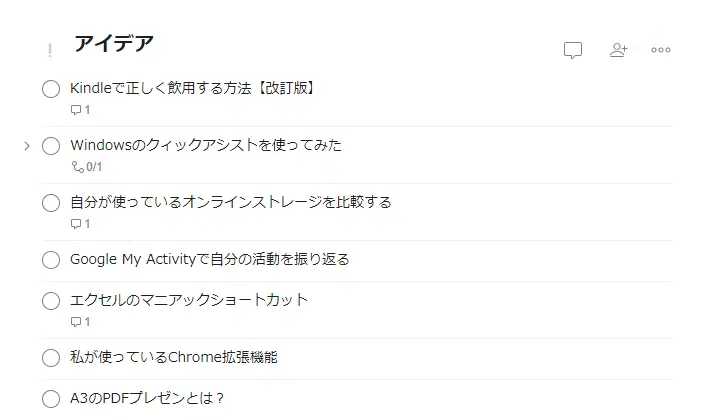 アイデア
Kindleで正しく飲用する方法【改訂版】
1
Windowsのクィックアシストを使ってみた
0/1
自分が使っているオンラインストレージを比較する
1
Google My Activityで自分の活動を振り返る
エクセルのマニアックショートカット
1
私が使っているChrome拡張機能
A3のPDFプレゼンとは？